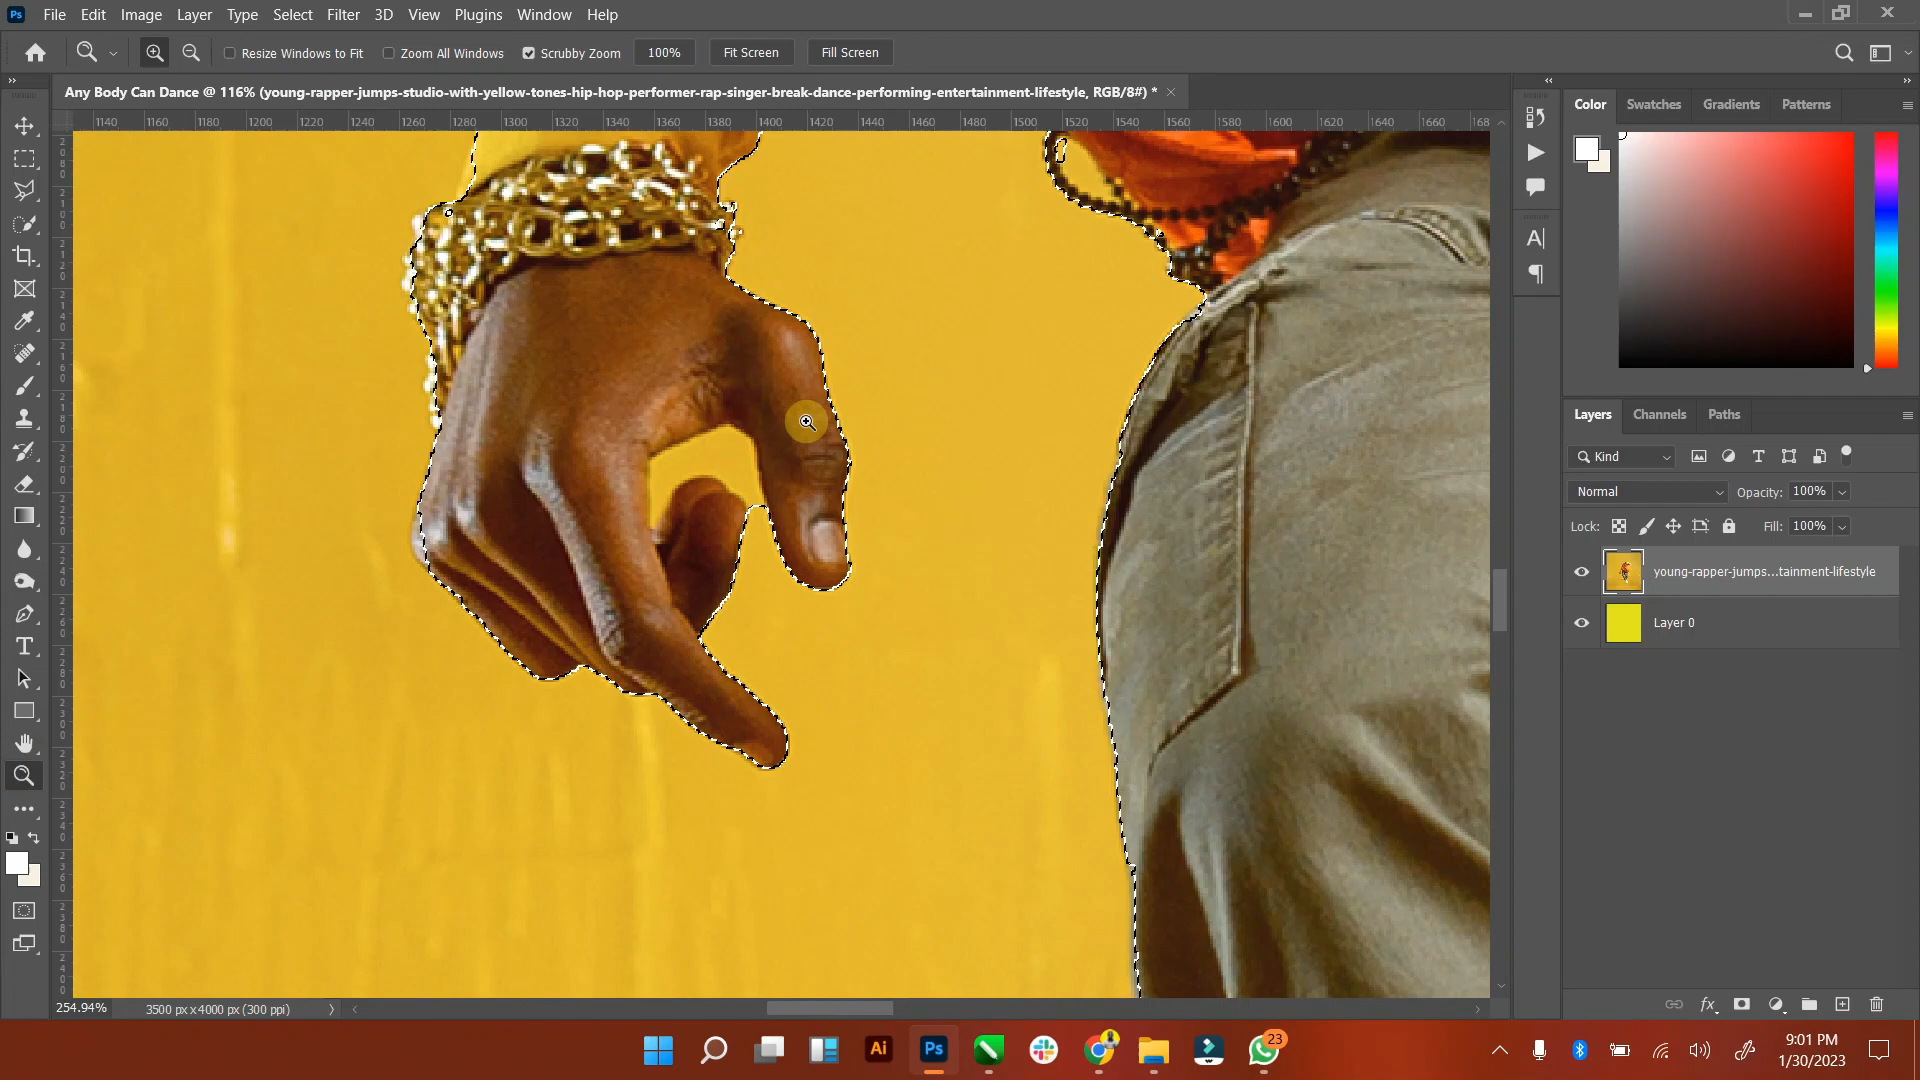 Ps File Edit Image Layer Type Select Filter 3D View Plugins Window Help
Resize Windows to Fit Zoom All Windows Scrubby Zoom 100% Fit Screen Fill Screen
Any Body Can Dance @ 116% (young-rapper-jumps-studio-with-yellow-tones-hip-hop-performer-rap-singer-break-dance-performing-entertainment-lifestyle, RGB/8#) *
1140 1160 1180 1200 1220 1240 1260 1280 1300 1320 1340 1360 1380 1400 1420 1440 1460 1480 1500 1520 1540 1560 1580 1600 1620 1640 1660 168
Color Swatches Gradients Patterns
Layers Channels Paths
Kind
Normal Opacity: 100%
Lock: Fill: 100%
young-rapper-jumps...tainment-lifestyle
Layer 0
254.94% 3500 px x 4000 px (300 ppi)
fx
Ai Ps 23
9:01 PM
1/30/2023